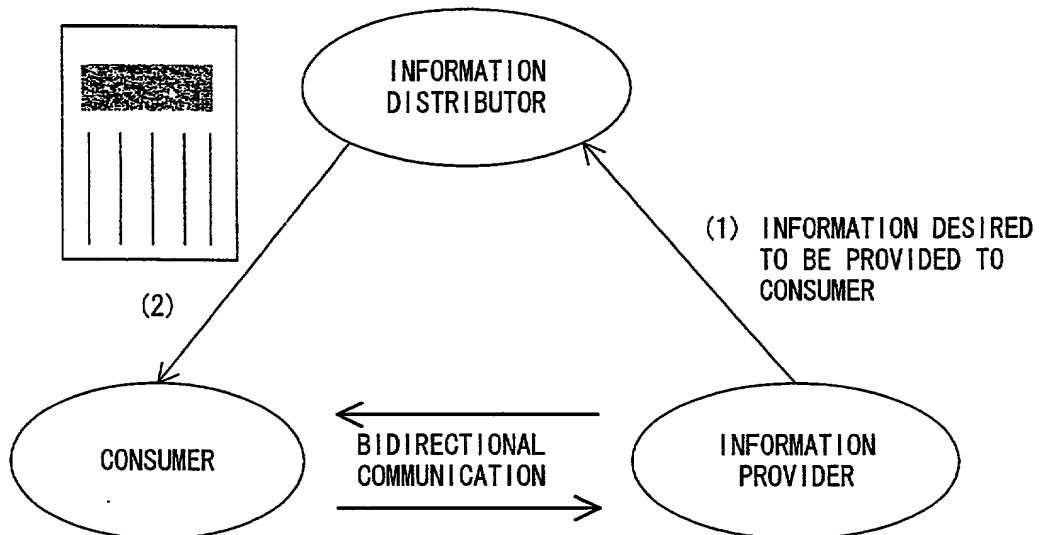 INFORMATION
DISTRIBUTOR
(1) INFORMATION DESIRED
TO BE PROVIDED TO
CONSUMER
(2)
CONSUMER
BIDIRECTIONAL
COMMUNICATION
INFORMATION
PROVIDER